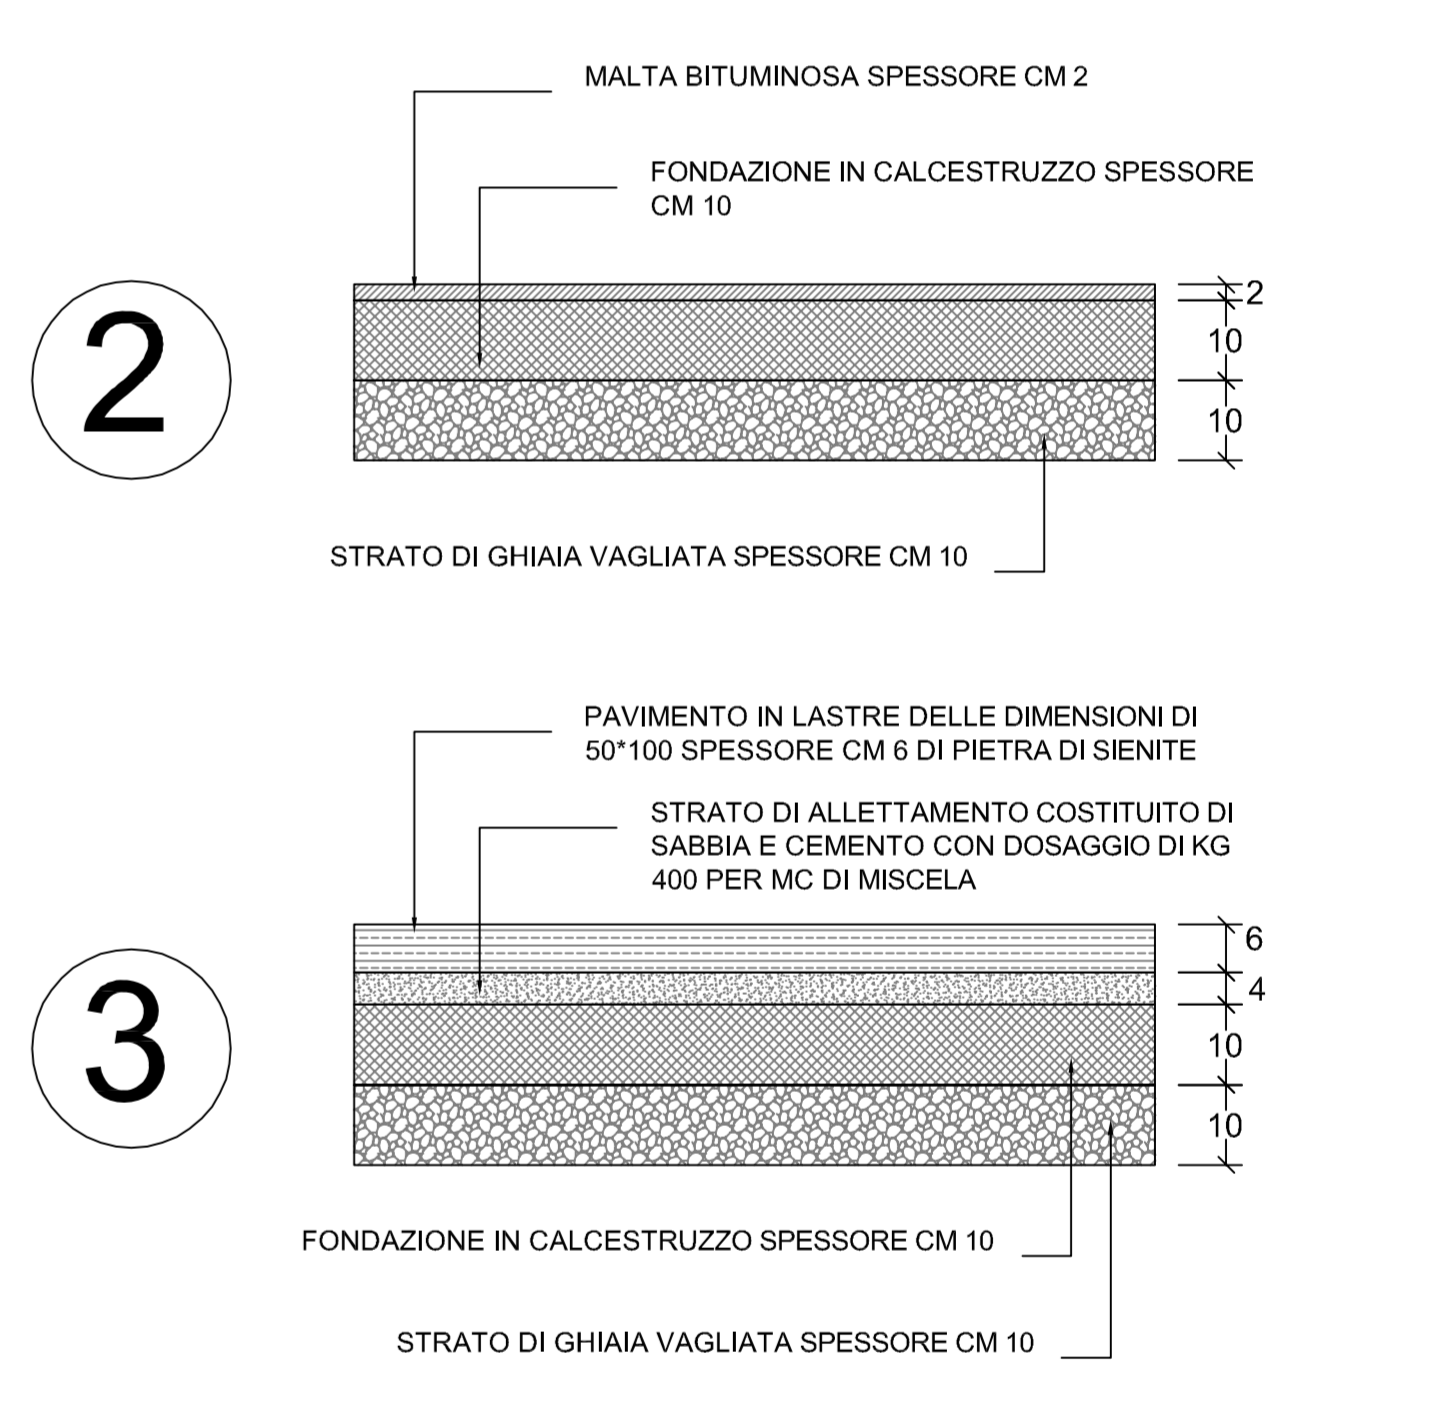 MALTA BITUMINOSA SPESSORE CM 2
FONDAZIONE IN CALCESTRUZZO SPESSORE
CM 10
2
2
10
10
STRATO DI GHIAIA VAGLIATA SPESSORE CM 10
PAVIMENTO IN LASTRE DELLE DIMENSIONI DI
50*100 SPESSORE CM 6 DI PIETRA DI SIENITE
STRATO DI ALLETTAMENTO COSTITUITO DI
SABBIA E CEMENTO CON DOSAGGIO DI KG
400 PER MC DI MISCELA
3
6
4
10
10
FONDAZIONE IN CALCESTRUZZO SPESSORE CM 10
STRATO DI GHIAIA VAGLIATA SPESSORE CM 10